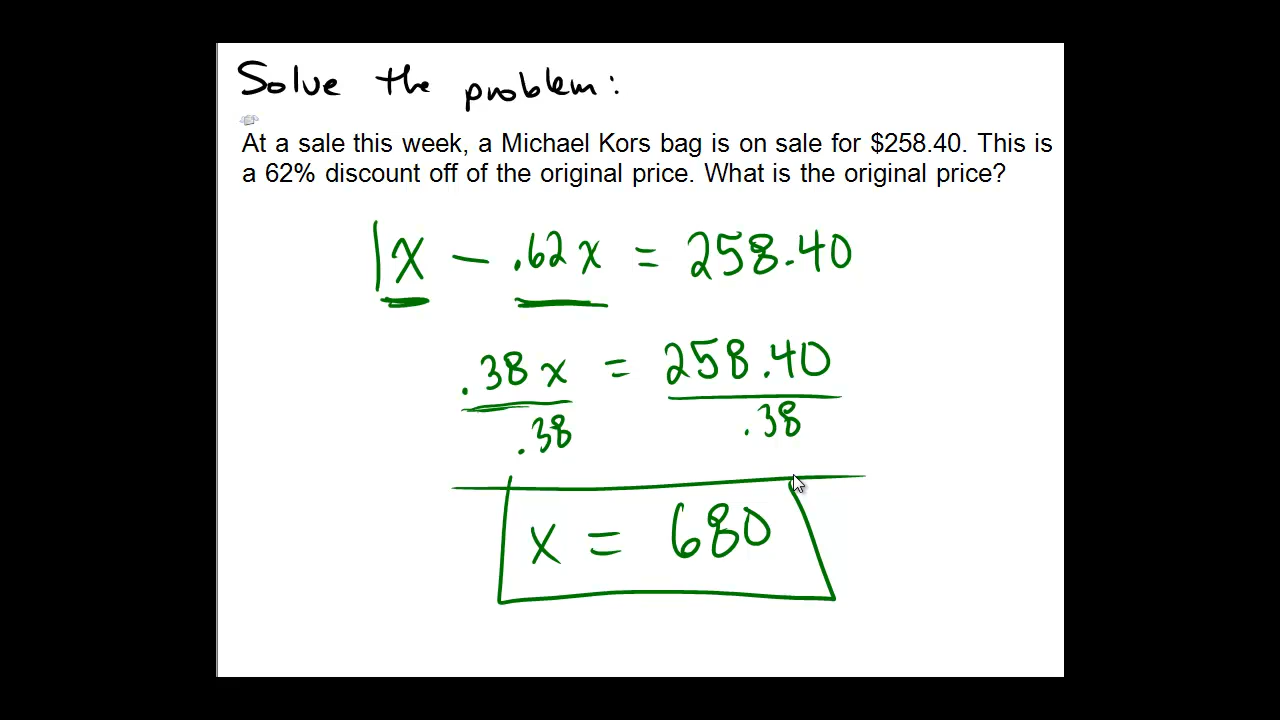 Solve the problem:
At a sale this week, a Michael Kors bag is on sale for $258.40. This is
a 62% discount off of the original price. What is the original price?
1x - .62x = 258.40
.38x = 258.40
.38 .38
x = 680